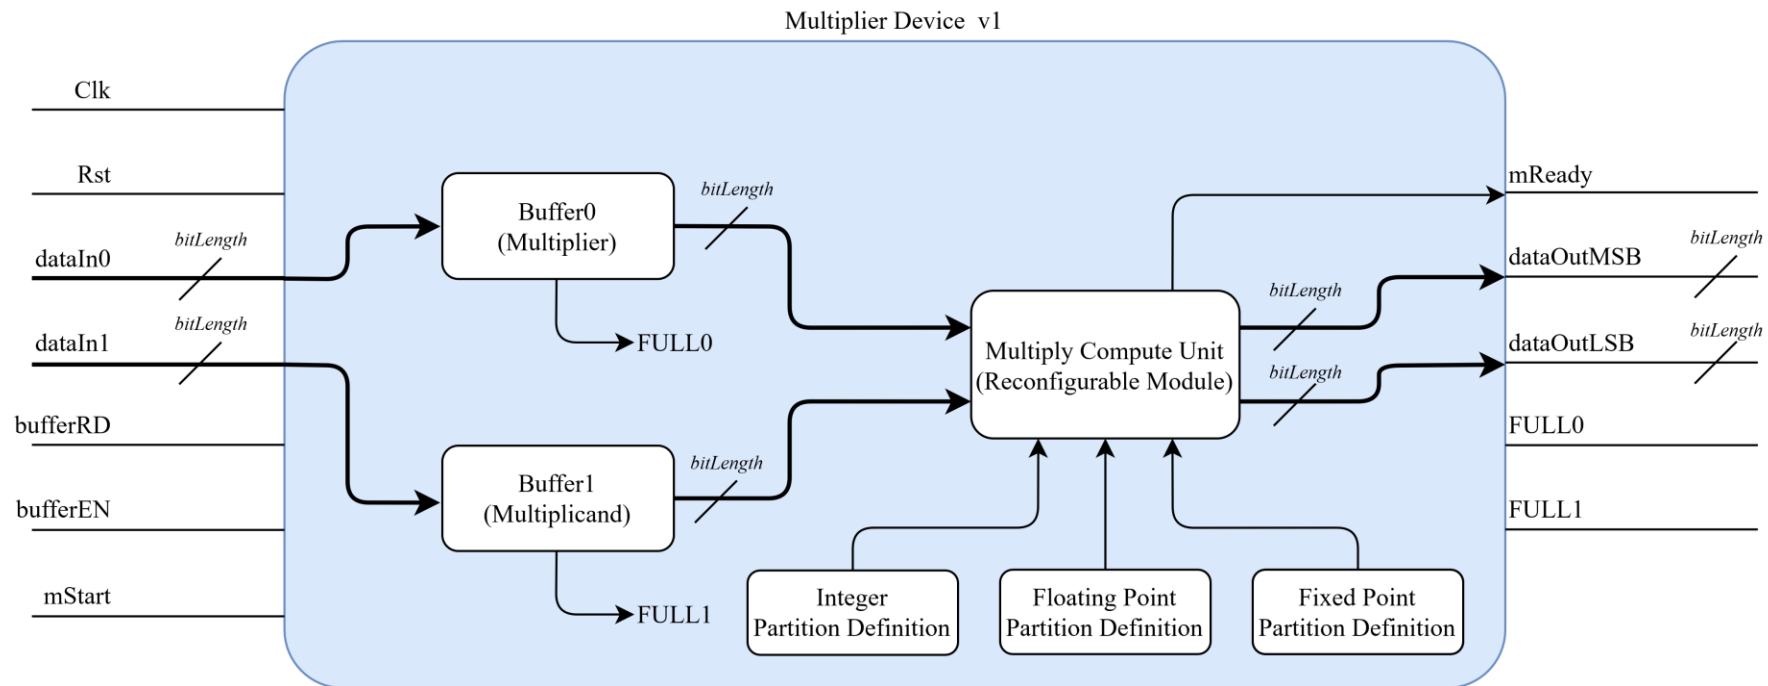 Multiplier Device v1
Clk
Rst
dataIn0
bitLength
dataIn1
bitLength
bufferRD
bufferEN
mStart
Buffer0
(Multiplier)
bitLength
FULL0
Buffer1
(Multiplicand)
bitLength
FULL1
Multiply Compute Unit
(Reconfigurable Module)
bitLength
bitLength
Integer
Partition Definition
Floating Point
Partition Definition
Fixed Point
Partition Definition
mReady
dataOutMSB
bitLength
dataOutLSB
bitLength
FULL0
FULL1